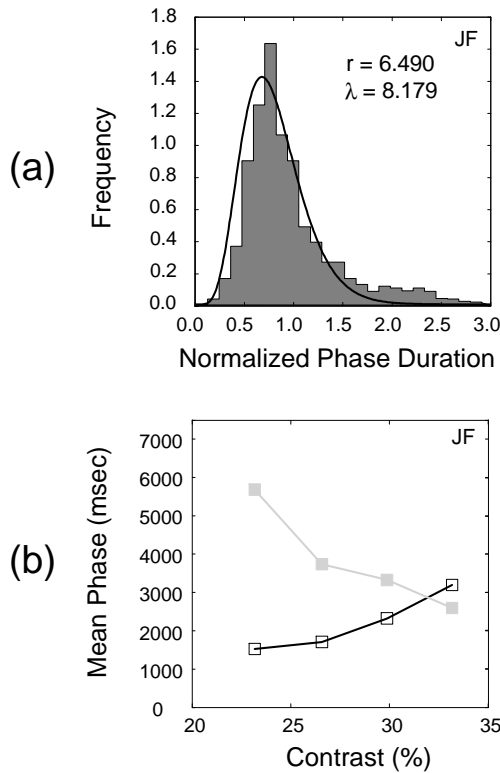 (a)
JF
r = 6.490
λ = 8.179
Frequency
1.8
1.6
1.4
1.2
1.0
0.8
0.6
0.4
0.2
0.0
0.0 0.5 1.0 1.5 2.0 2.5 3.0
Normalized Phase Duration
(b)
JF
Mean Phase (msec)
7000
6000
5000
4000
3000
2000
1000
0
20 25 30 35
Contrast (%)